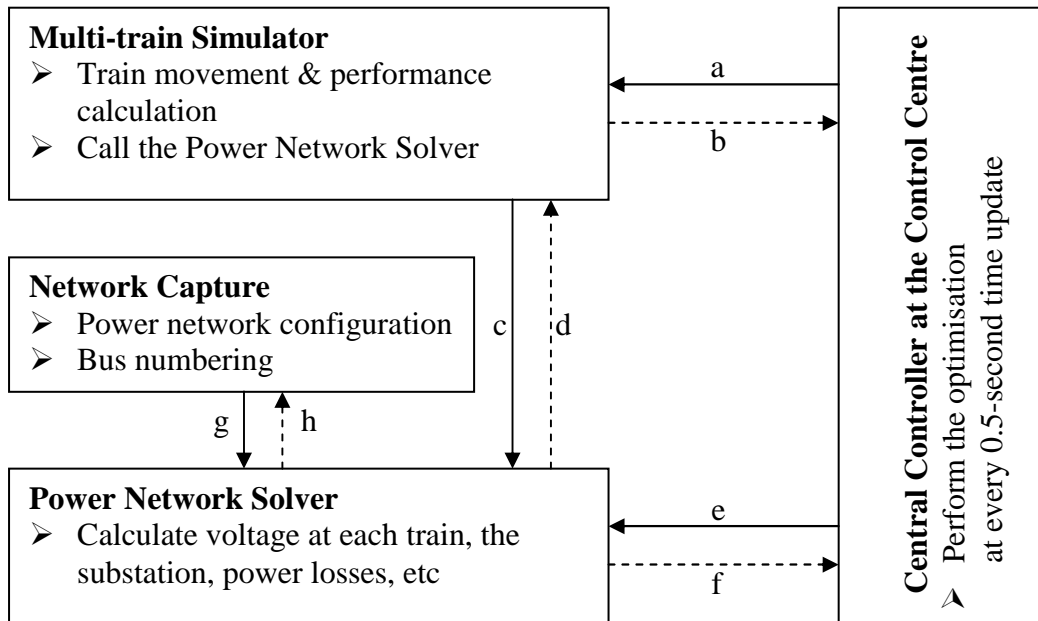 Multi-train Simulator
➢ Train movement & performance
calculation
➢ Call the Power Network Solver
a
b
Network Capture
➢ Power network configuration
➢ Bus numbering
c
d
g
h
Power Network Solver
➢ Calculate voltage at each train, the
substation, power losses, etc
e
f
Central Controller at the Control Centre
➢ Perform the optimisation
at every 0.5-second time update